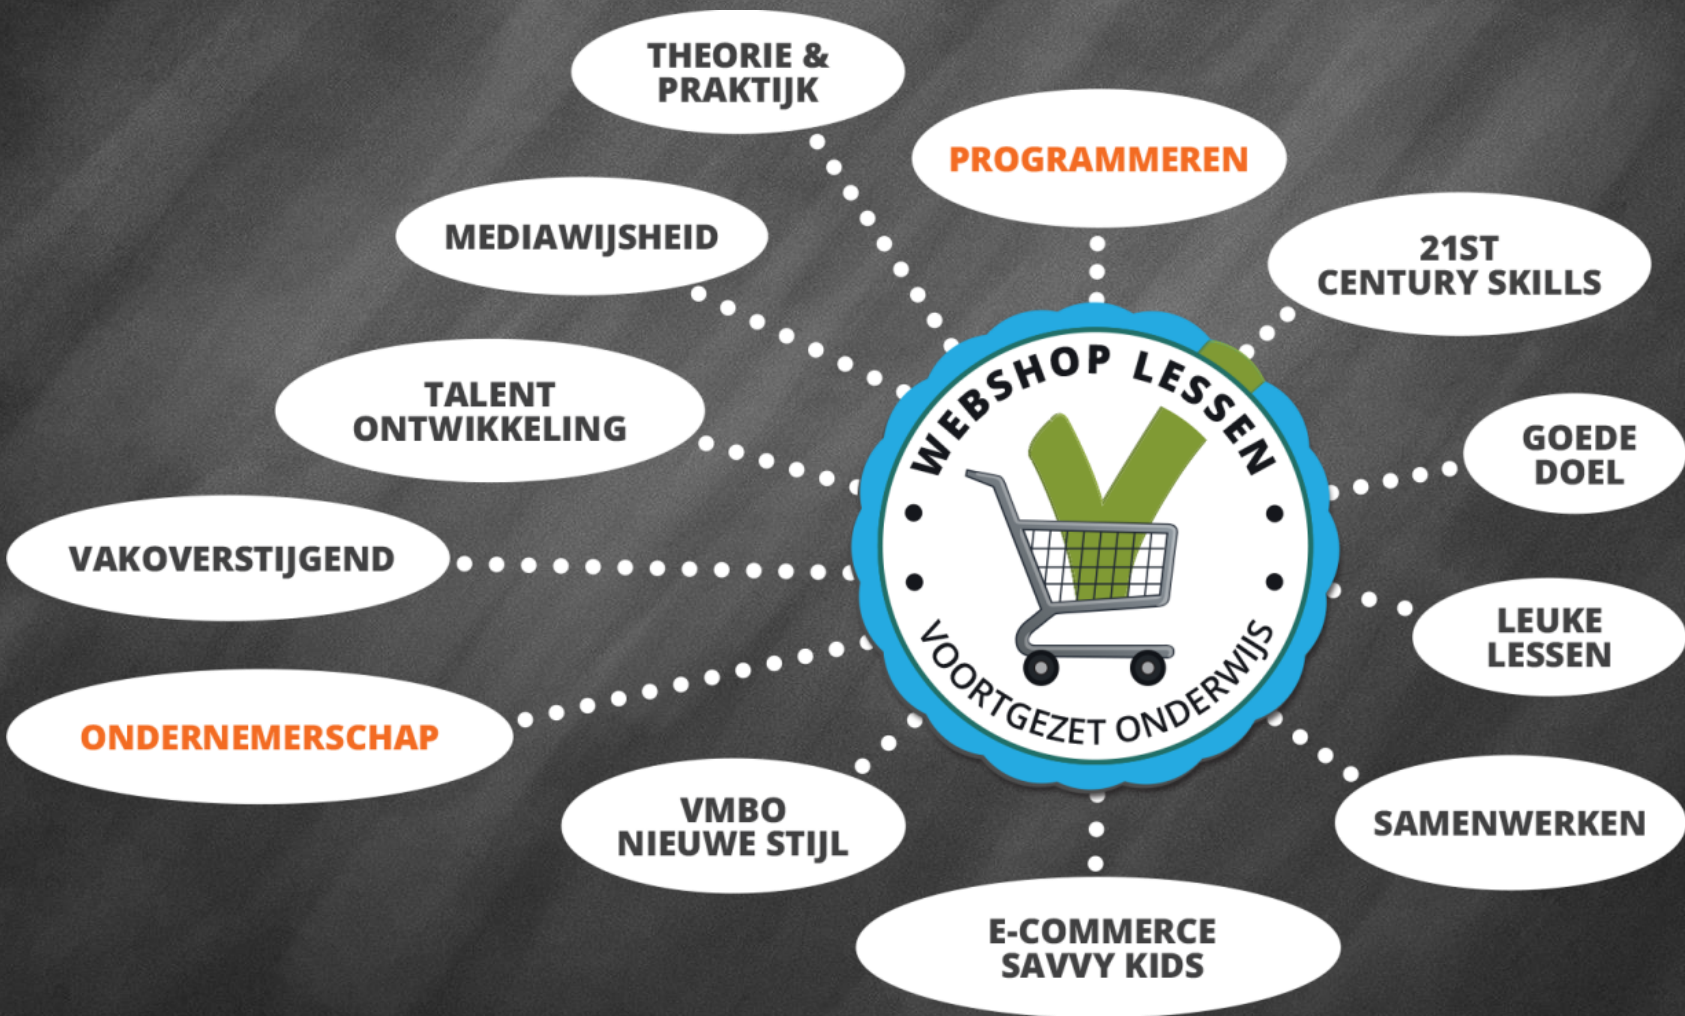 THEORIE &
PRAKTIJK
PROGRAMMEREN
MEDIAWIJSHEID
21ST
CENTURY SKILLS
TALENT
ONTWIKKELING
GOEDE
DOEL
WEBSHOP LESSEN
VOORTGEZET ONDERWIJS
VAKOVERSTIJGEND
LEUKE
LESSEN
ONDERNEMERSCHAP
VMBO
NIEUWE STIJL
SAMENWERKEN
E-COMMERCE
SAVVY KIDS